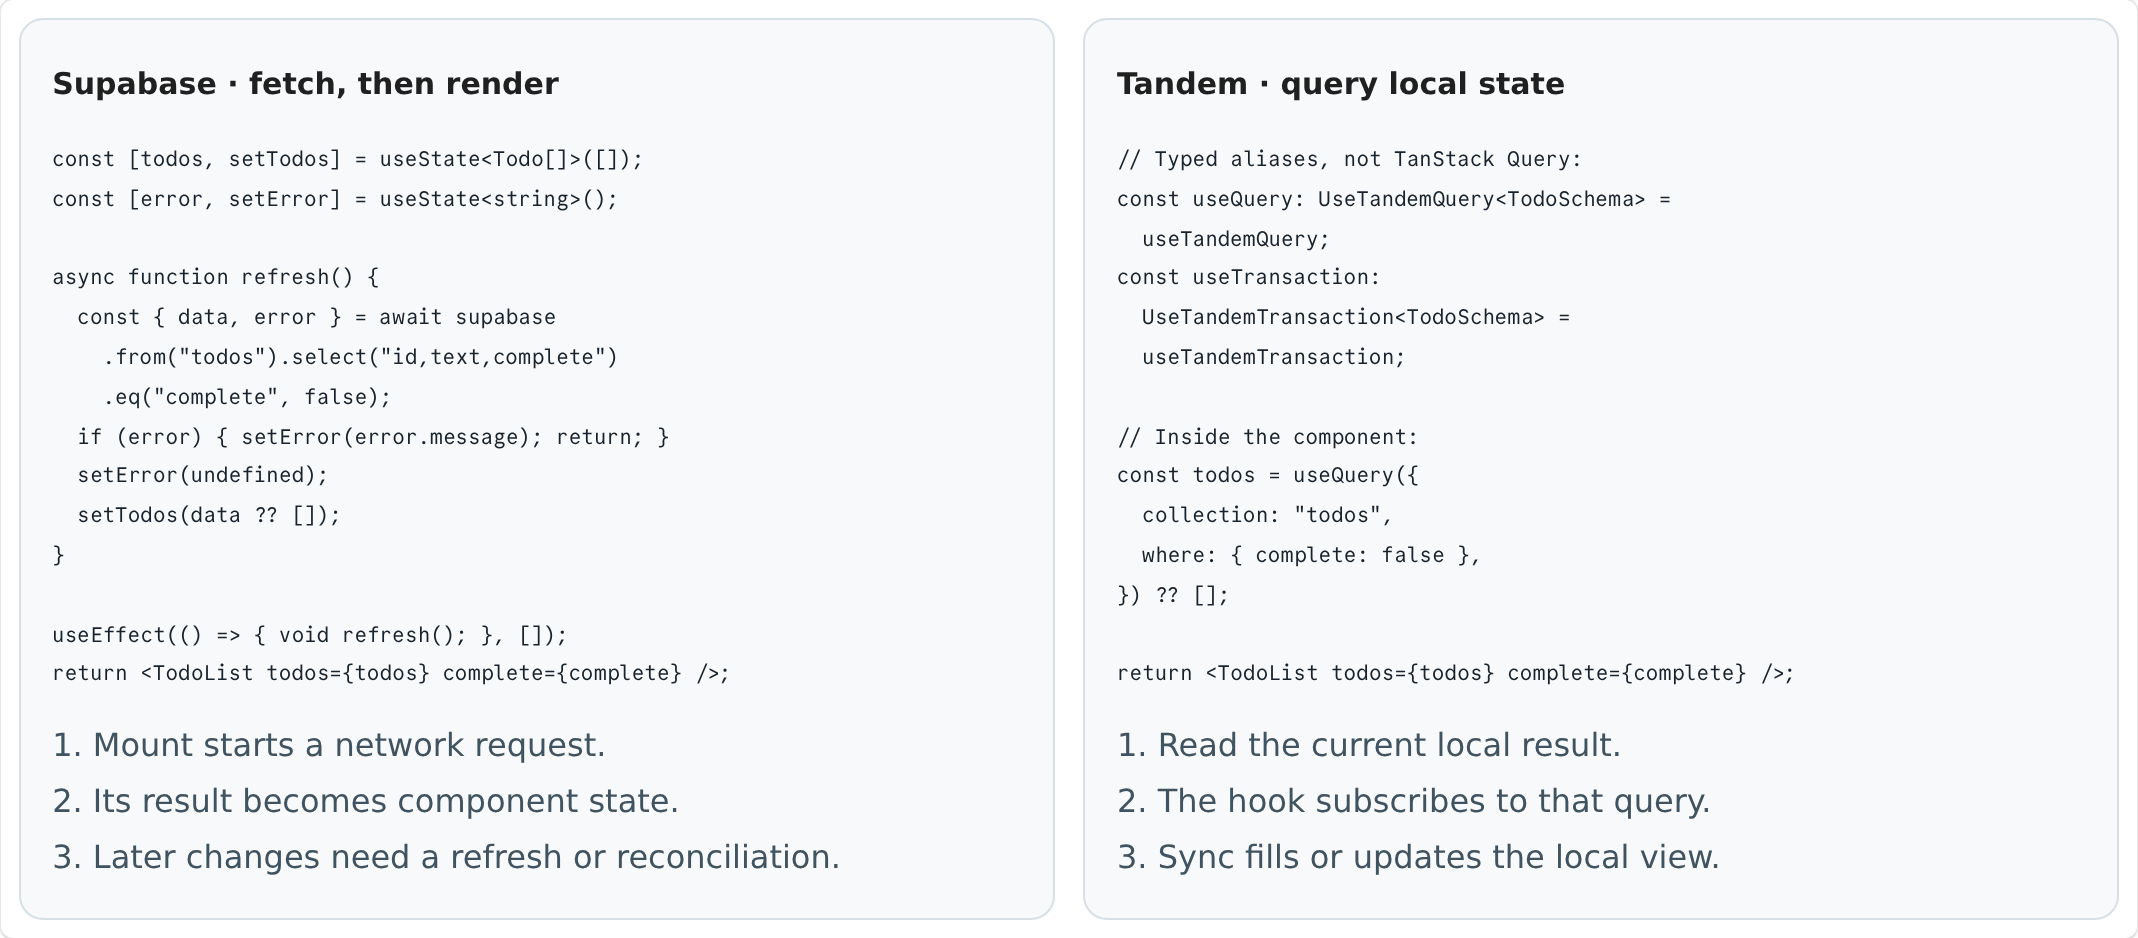 Supabase · fetch, then render
const [todos, setTodos] = useState<Todo[]>([]);
const [error, setError] = useState<string>();
async function refresh() {
  const { data, error } = await supabase
    .from("todos").select("id,text,complete")
    .eq("complete", false);
  if (error) { setError(error.message); return; }
  setError(undefined);
  setTodos(data ?? []);
}
useEffect(() => { void refresh(); }, []);
return <TodoList todos={todos} complete={complete} />;
1. Mount starts a network request.
2. Its result becomes component state.
3. Later changes need a refresh or reconciliation.
Tandem · query local state
// Typed aliases, not TanStack Query:
const useQuery: UseTandemQuery<TodoSchema> =
  useTandemQuery;
const useTransaction:
  UseTandemTransaction<TodoSchema> =
  useTandemTransaction;
// Inside the component:
const todos = useQuery({
  collection: "todos",
  where: { complete: false },
}) ?? [];
return <TodoList todos={todos} complete={complete} />;
1. Read the current local result.
2. The hook subscribes to that query.
3. Sync fills or updates the local view.